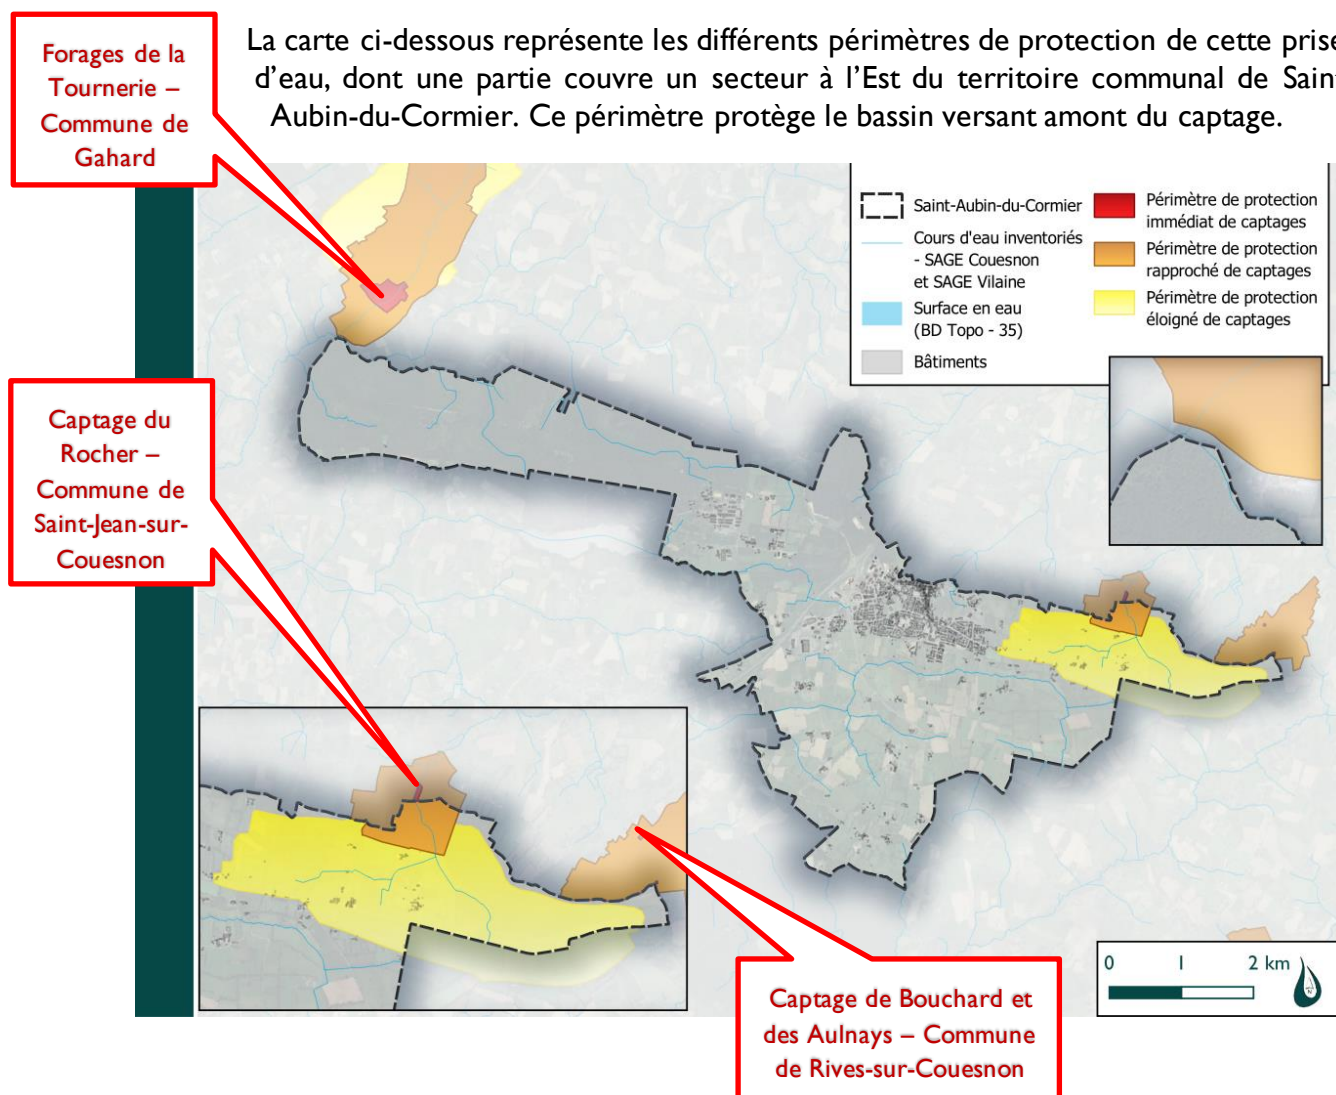 Forages de la
Tournerie –
Commune de
Gahard
La carte ci-dessous représente les différents périmètres de protection de cette prise
d’eau, dont une partie couvre un secteur à l’Est du territoire communal de Saint
Aubin-du-Cormier. Ce périmètre protège le bassin versant amont du captage.
Saint-Aubin-du-Cormier
Cours d'eau inventoriés
- SAGE Couesnon
et SAGE Vilaine
Surface en eau
(BD Topo - 35)
Bâtiments
Périmètre de protection
immédiat de captages
Périmètre de protection
rapproché de captages
Périmètre de protection
éloigné de captages
Captage du
Rocher –
Commune de
Saint-Jean-sur-
Couesnon
0 1 2 km
N
Captage de Bouchard et
des Aulnays – Commune
de Rives-sur-Couesnon